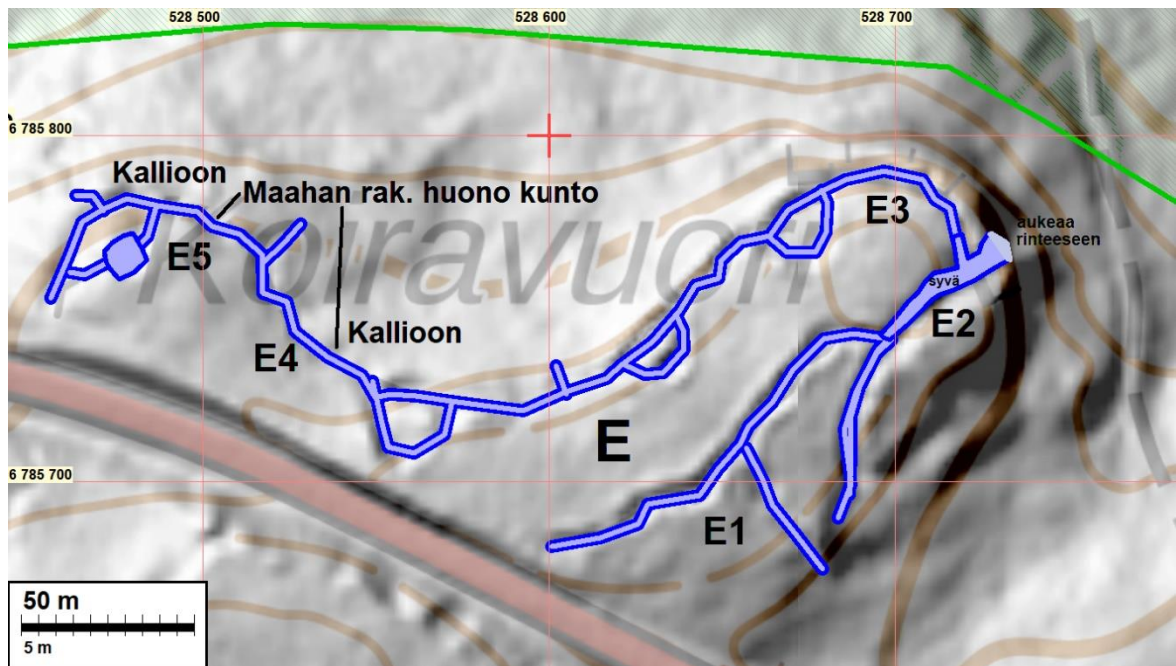 528 500
528 600
528 700
6 785 800
Kallioon
Maahan rak. huono kunto
E3
aukeaa
rinteeseen
Koiravuori
E5
syvä
E2
Kallioon
E4
E
6 785 700
E1
50 m
5 m